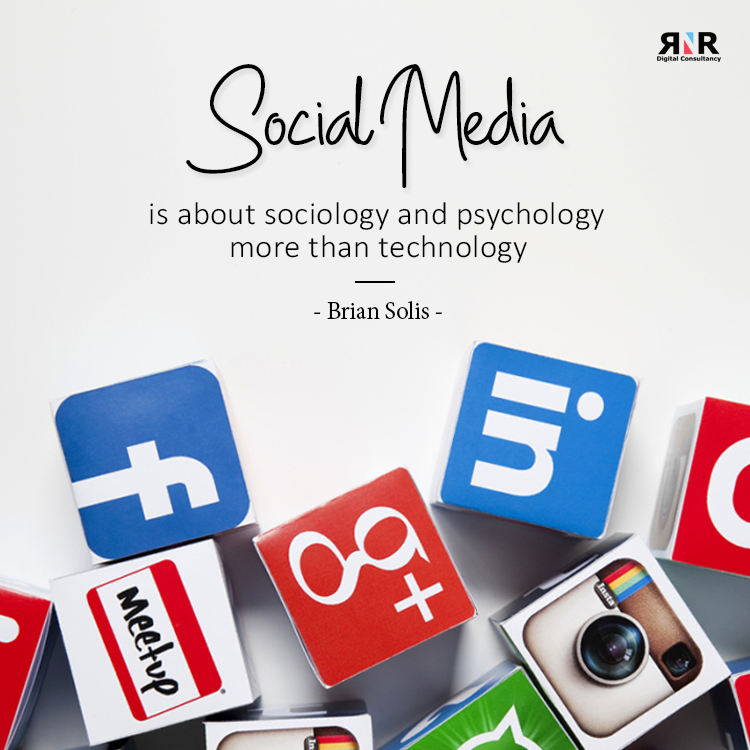 RNR
Digital Consultancy
Social Media
is about sociology and psychology
more than technology
- Brian Solis -
f
in
g+
Meetup
Insta